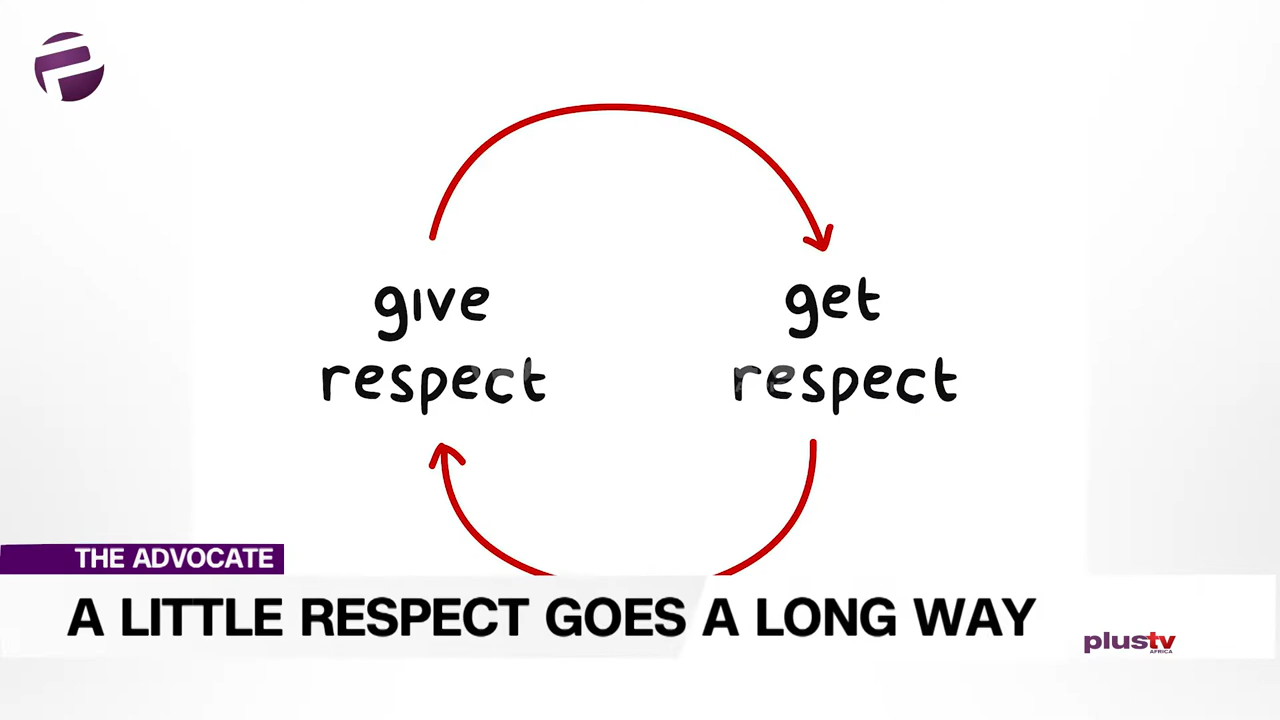 give
respect
get
respect
THE ADVOCATE
A LITTLE RESPECT GOES A LONG WAY
plustv
AFRICA